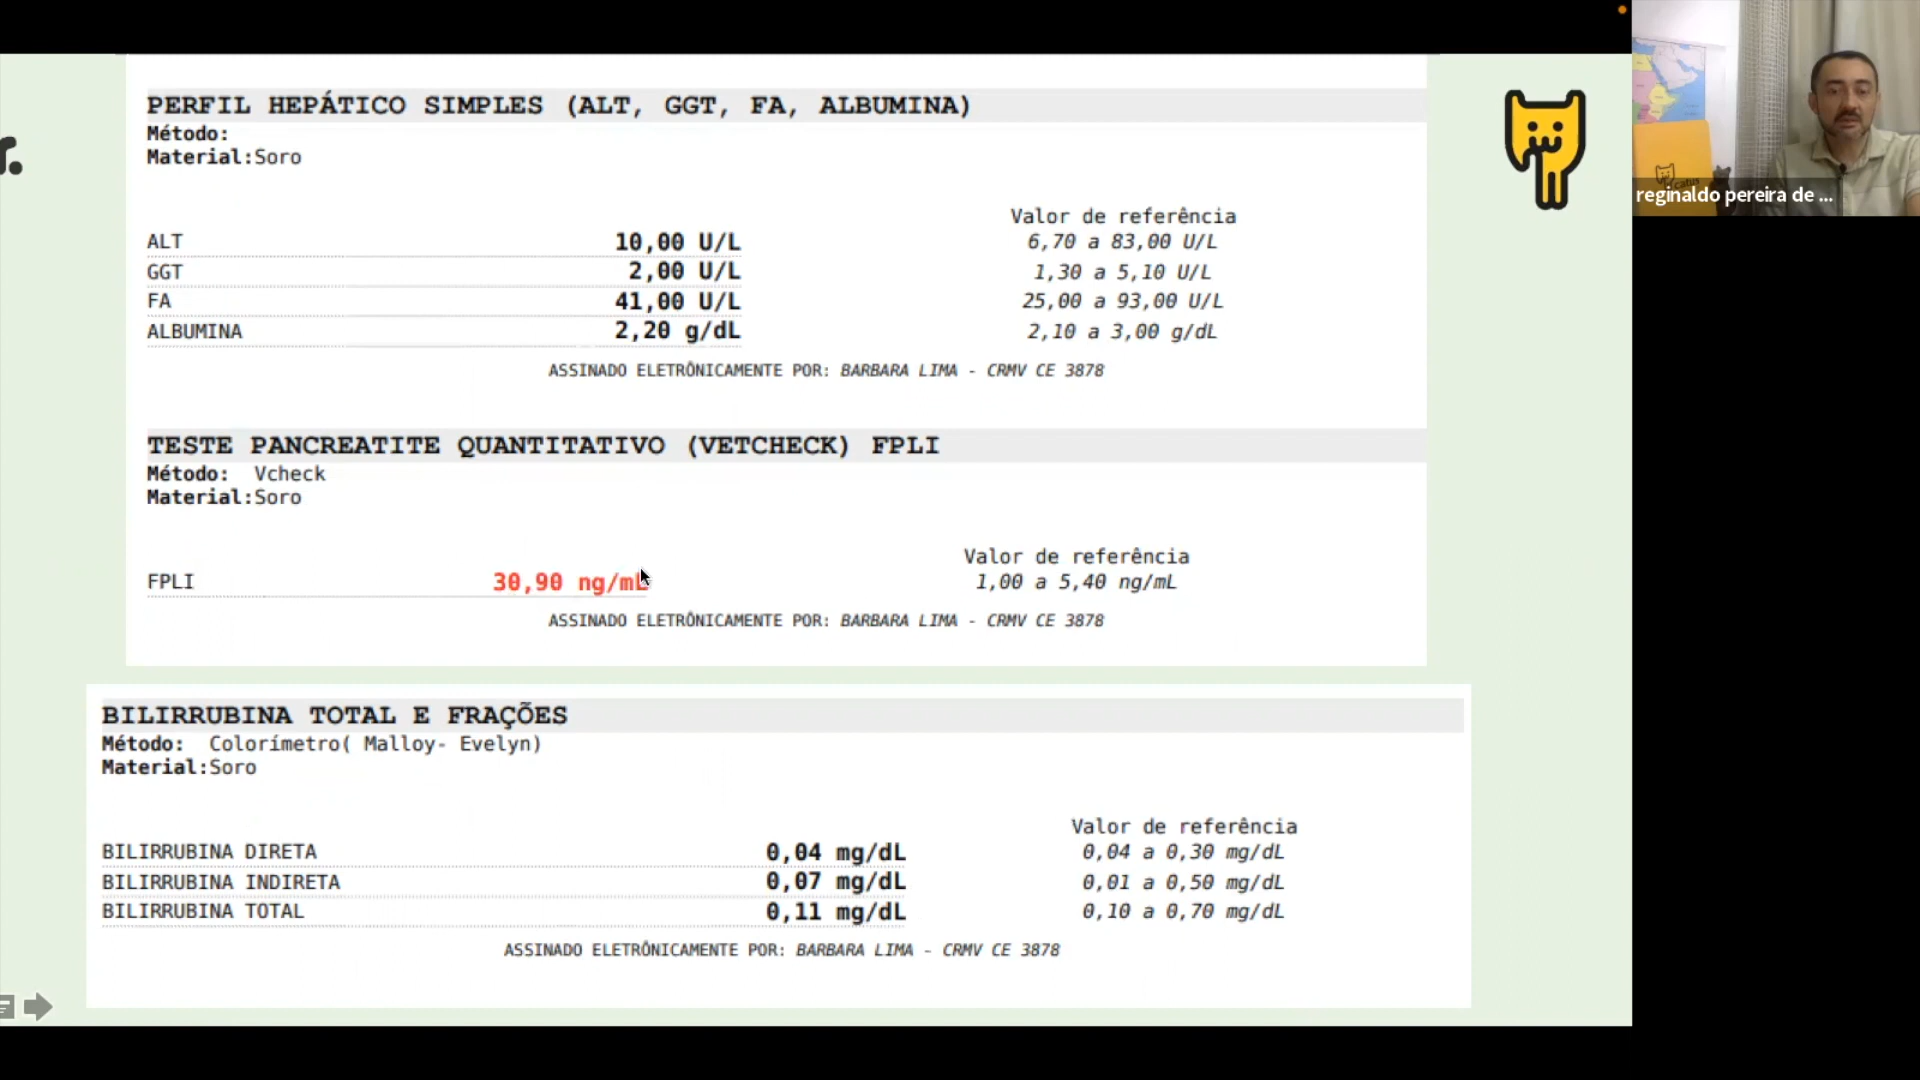 PERFIL HEPÁTICO SIMPLES (ALT, GGT, FA, ALBUMINA)
Método:
Material:Soro
Valor de referência
ALT 10,00 U/L 6,70 a 83,00 U/L
GGT 2,00 U/L 1,30 a 5,10 U/L
FA 41,00 U/L 25,00 a 93,00 U/L
ALBUMINA 2,20 g/dL 2,10 a 3,00 g/dL
ASSINADO ELETRÔNICAMENTE POR: BARBARA LIMA - CRMV CE 3878
TESTE PANCREATITE QUANTITATIVO (VETCHECK) FPLI
Método: Vcheck
Material:Soro
Valor de referência
FPLI 30,90 ng/mL 1,00 a 5,40 ng/mL
ASSINADO ELETRÔNICAMENTE POR: BARBARA LIMA - CRMV CE 3878
BILIRRUBINA TOTAL E FRAÇÕES
Método: Colorímetro( Malloy- Evelyn)
Material:Soro
Valor de referência
BILIRRUBINA DIRETA 0,04 mg/dL 0,04 a 0,30 mg/dL
BILIRRUBINA INDIRETA 0,07 mg/dL 0,01 a 0,50 mg/dL
BILIRRUBINA TOTAL 0,11 mg/dL 0,10 a 0,70 mg/dL
ASSINADO ELETRÔNICAMENTE POR: BARBARA LIMA - CRMV CE 3878
r.
reginaldo pereira de ...